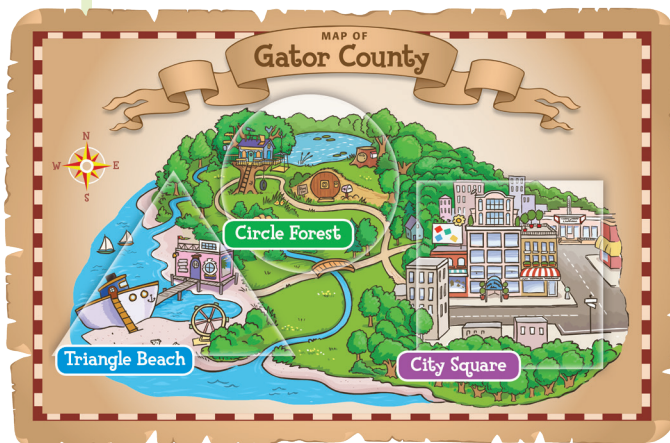 MAP OF
Gator County
N
W E
S
Circle Forest
Triangle Beach
City Square